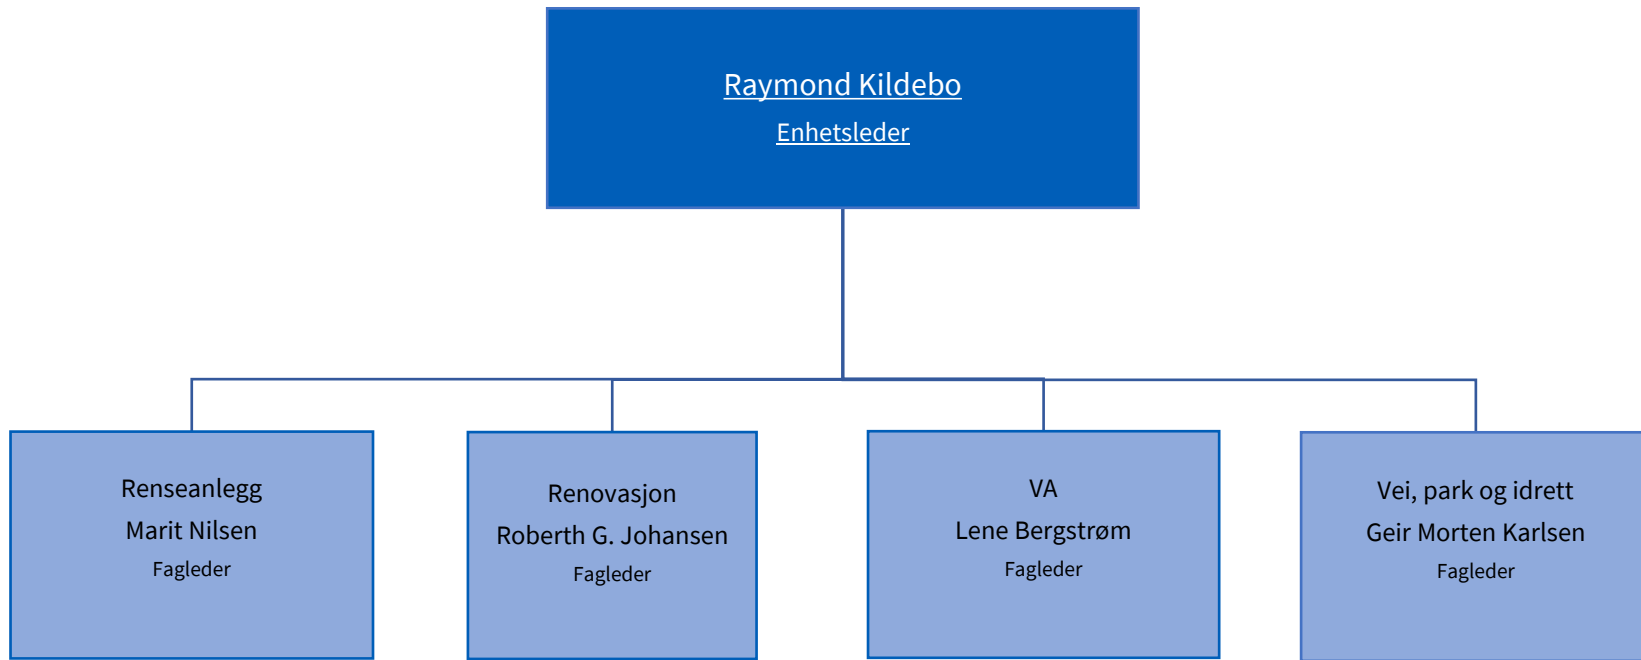 Raymond Kildebo
Enhetsleder
Renseanlegg
Marit Nilsen
Fagleder
Renovasjon
Roberth G. Johansen
Fagleder
VA
Lene Bergstrøm
Fagleder
Vei, park og idrett
Geir Morten Karlsen
Fagleder